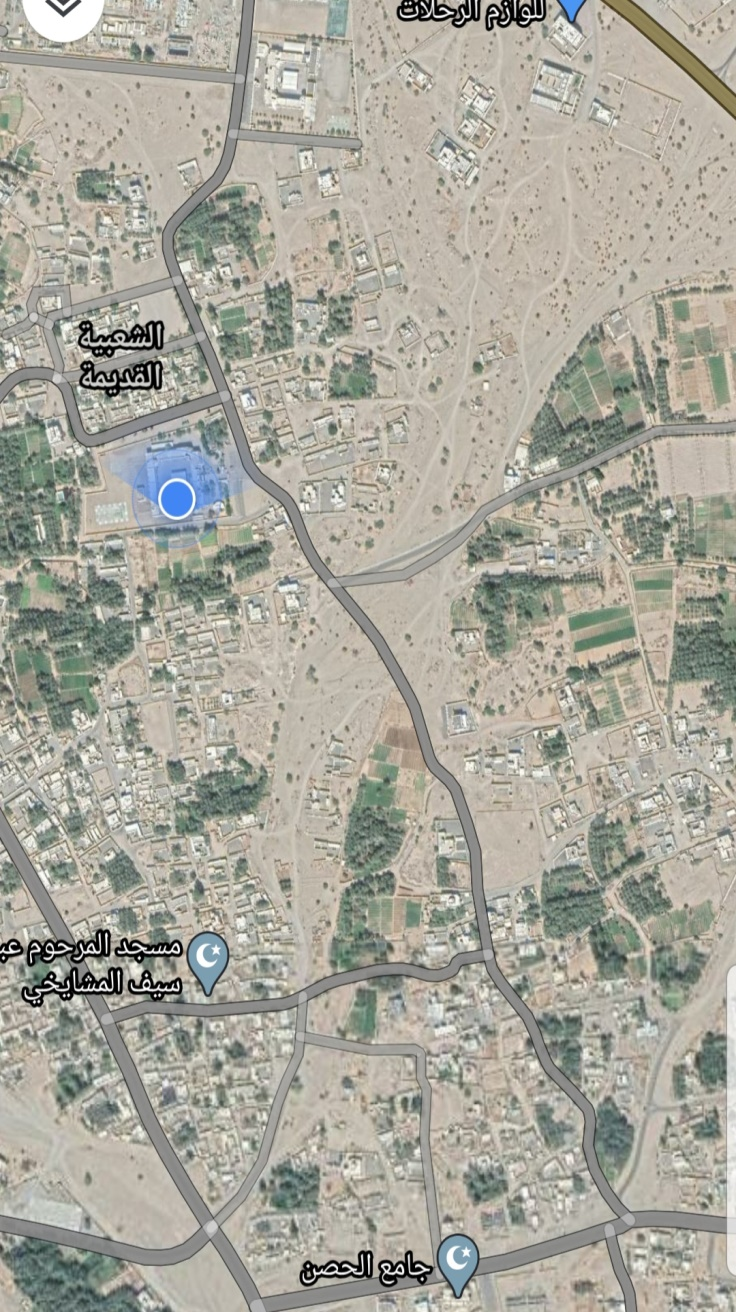 للوازم الرحلات
الشعبية
القديمة
مسجد المرحوم
سيف المشايخي
جامع الحصن